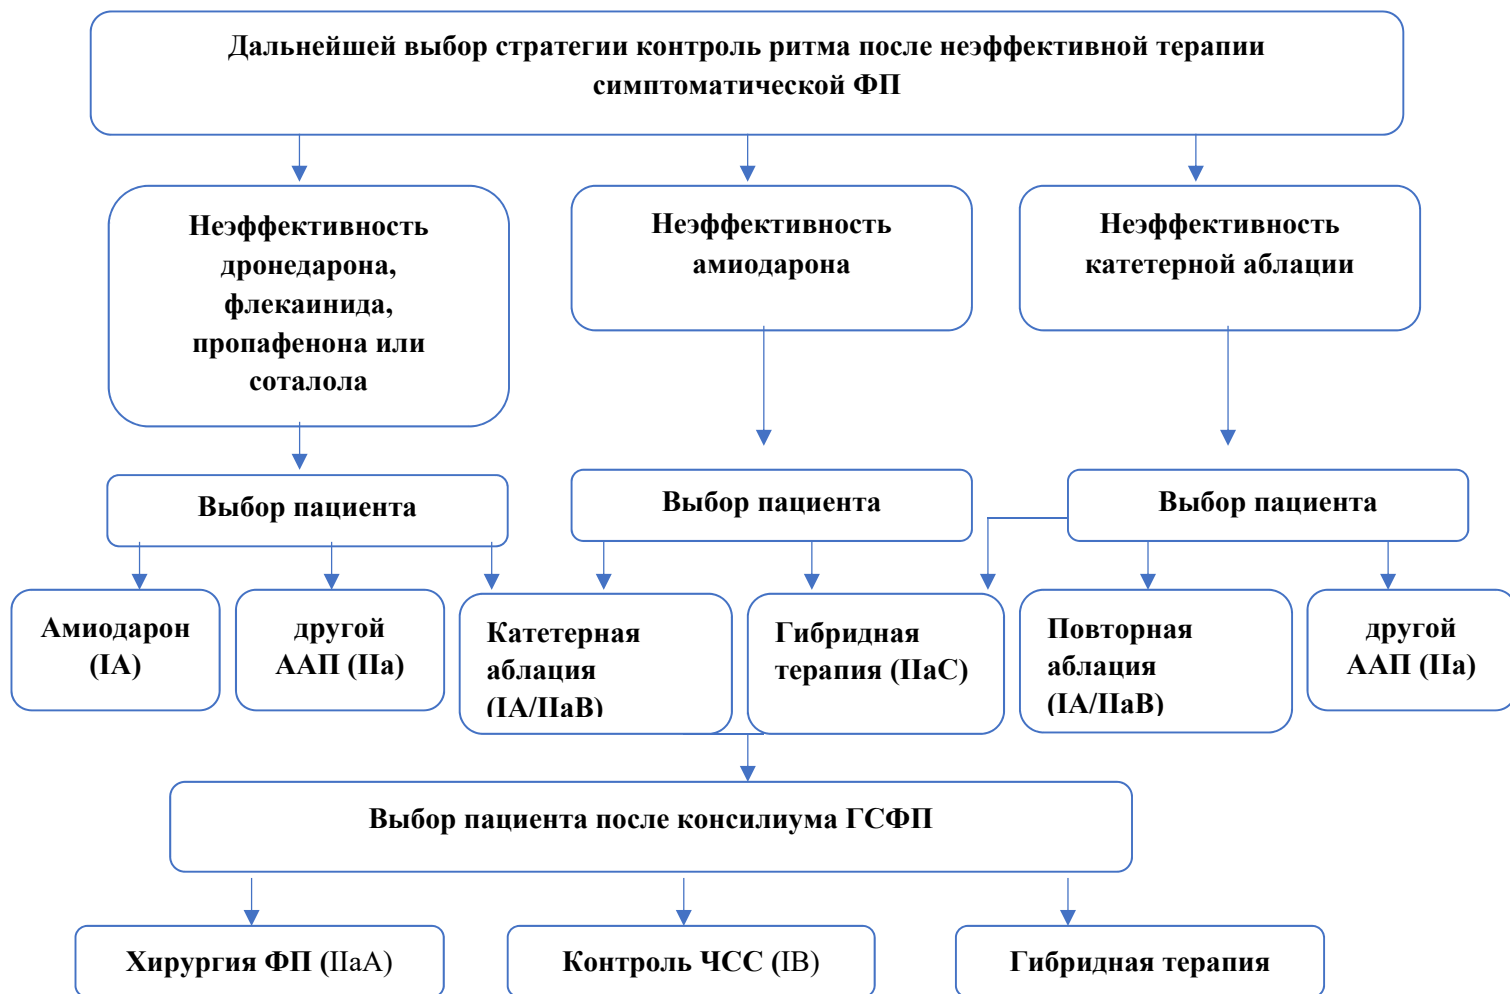 Дальнейшей выбор стратегии контроль ритма после неэффективной терапии
симптоматической ФП
Неэффективность
дронедарона,
флекаинида,
пропафенона или
соталола
Неэффективность
амиодарона
Неэффективность
катетерной аблации
Выбор пациента
Выбор пациента
Выбор пациента
Амиодарон
(IA)
другой
ААП (IIa)
Катетерная
аблация
(IA/IIaB)
Гибридная
терапия (IIaC)
Повторная
аблация
(IA/IIaB)
другой
ААП (IIa)
Выбор пациента после консилиума ГСФП
Хирургия ФП (IIaA)
Контроль ЧСС (IB)
Гибридная терапия